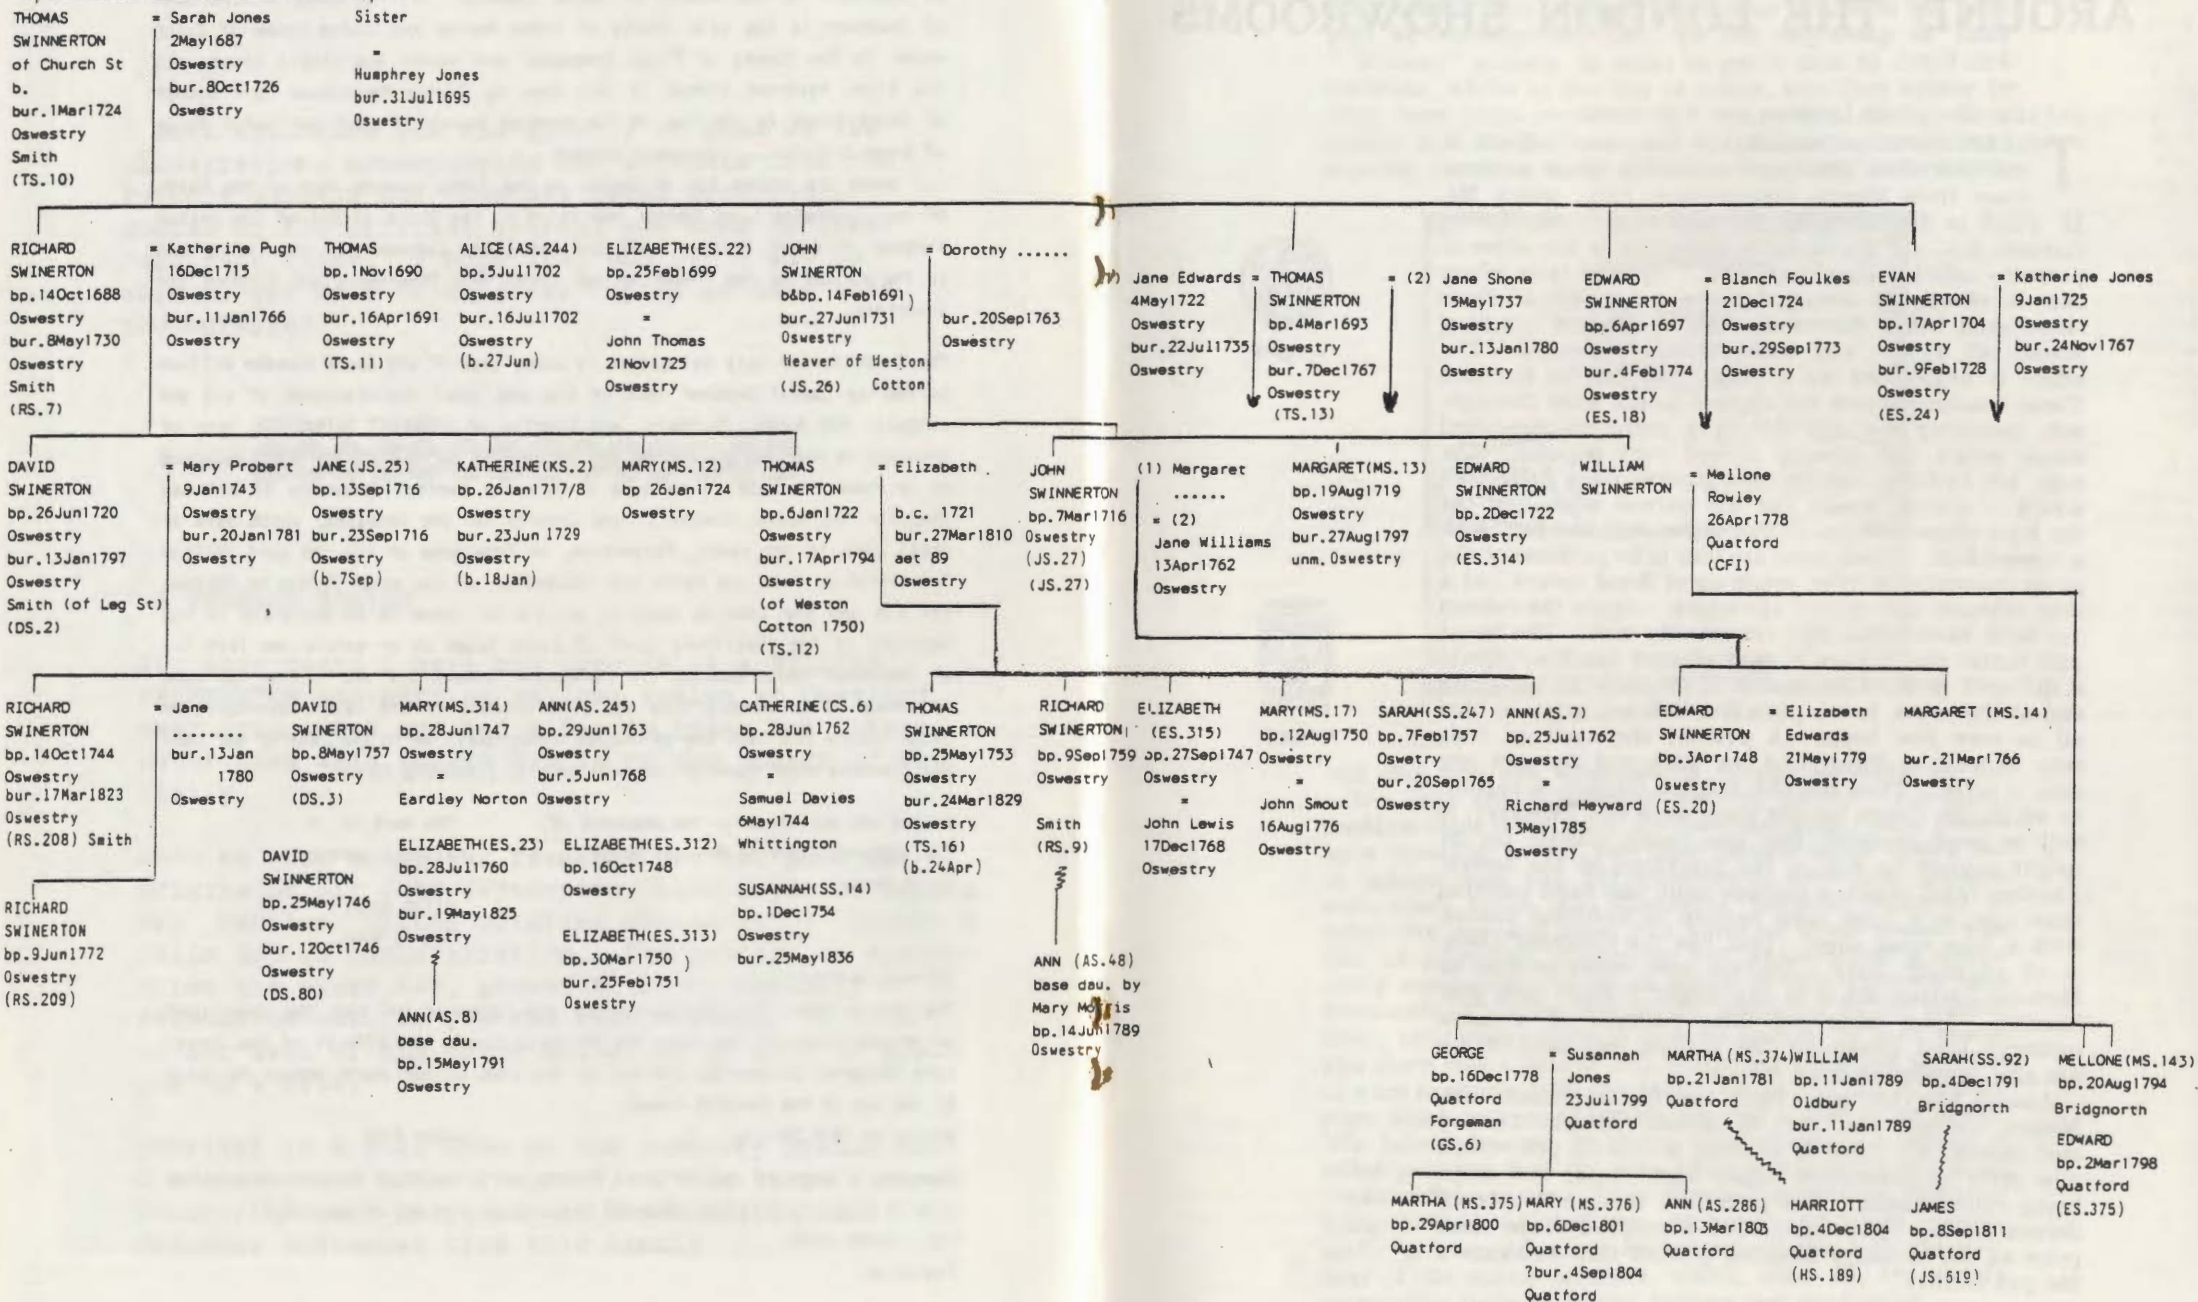 AROUND THE LONDON SHOWROOMS
THOMAS
SWINNERTON
of Church St
b.
bur.1Mar1724
Oswestry
Smith
(TS.10)
= Sarah Jones
2May1687
Oswestry
bur.8Oct1726
Oswestry
Sister
=
Humphrey Jones
bur.31Jul1695
Oswestry
RICHARD
SWINERTON
bp.14Oct1688
Oswestry
bur.8May1730
Oswestry
Smith
(RS.7)
= Katherine Pugh
16Dec1715
Oswestry
bur.11Jan1766
Oswestry
THOMAS
bp.1Nov1690
Oswestry
bur.16Apr1691
Oswestry
(TS.11)
ALICE(AS.244)
bp.5Jul1702
Oswestry
bur.16Jul1702
Oswestry
(b.27Jun)
ELIZABETH(ES.22)
bp.25Feb1699
Oswestry
=
John Thomas
21Nov1725
Oswestry
JOHN
SWINERTON
b&bp.14Feb1691
bur.27Jun1731
Oswestry
Weaver of Weston
(JS.26) Cotton
= Dorothy ......
bur.20Sep1763
Oswestry
Jane Edwards =
4May1722
Oswestry
bur.22Jul1735
Oswestry
THOMAS
SWINNERTON
bp.4Mar1693
Oswestry
bur.7Dec1767
Oswestry
(TS.13)
= (2) Jane Shone
15May1737
Oswestry
bur.13Jan1780
Oswestry
EDWARD
SWINNERTON
bp.6Apr1697
Oswestry
bur.4Feb1774
Oswestry
(ES.18)
= Blanch Foulkes
21Dec1724
Oswestry
bur.29Sep1773
Oswestry
EVAN
SWINNERTON
bp.17Apr1704
Oswestry
bur.9Feb1728
Oswestry
(ES.24)
= Katherine Jones
9Jan1725
Oswestry
bur.24Nov1767
Oswestry
DAVID
SWINERTON
bp.26Jun1720
Oswestry
bur.13Jan1797
Oswestry
Smith (of Leg St)
(DS.2)
= Mary Probert
9Jan1743
Oswestry
bur.20Jan1781
Oswestry
JANE(JS.25)
bp.13Sep1716
Oswestry
bur.23Sep1716
Oswestry
(b.7Sep)
KATHERINE(KS.2)
bp.26Jan1717/8
Oswestry
bur.23Jun 1729
Oswestry
(b.18Jan)
MARY(MS.12)
bp 26Jan1724
Oswestry
THOMAS
SWINERTON
bp.6Jan1722
Oswestry
bur.17Apr1794
Oswestry
(of Weston
Cotton 1750)
(TS.12)
= Elizabeth
b.c. 1721
bur.27Mar1810
aet 89
Oswestry
JOHN
SWINNERTON
bp.7Mar1716
Oswestry
(JS.27)
(JS.27)
(1) Margaret
......
= (2)
Jane Williams
13Apr1762
Oswestry
MARGARET(MS.13)
bp.19Aug1719
Oswestry
bur.27Aug1797
unm.Oswestry
EDWARD
SWINNERTON
bp.2Dec1722
Oswestry
(ES.314)
WILLIAM
SWINNERTON
= Mellone
Rowley
26Apr1778
Quatford
(CFI)
RICHARD
SWINERTON
bp.14Oct1744
Oswestry
bur.17Mar1823
Oswestry
(RS.208) Smith
= Jane
........
bur.13Jan
1780
Oswestry
DAVID
SWINERTON
bp.8May1757
Oswestry
(DS.3)
MARY(MS.314)
bp.28Jun1747
Oswestry
=
Eardley Norton
ANN(AS.245)
bp.29Jun1763
Oswestry
bur.5Jun1768
Oswestry
CATHERINE(CS.6)
bp.28Jun1762
Oswestry
=
Samuel Davies
6May1744
Whittington
THOMAS
SWINNERTON
bp.25May1753
Oswestry
bur.24Mar1829
Oswestry
(TS.16)
(b.24Apr)
RICHARD
SWINERTON
bp.9Sep1759
Oswestry
Smith
(RS.9)
ELIZABETH
(ES.315)
bp.27Sep1747
Oswestry
=
John Lewis
17Dec1768
Oswestry
MARY(MS.17)
bp.12Aug1750
Oswestry
=
John Smout
16Aug1776
Oswestry
SARAH(SS.247)
bp.7Feb1757
Oswetry
bur.20Sep1765
Oswestry
ANN(AS.7)
bp.25Jul1762
Oswestry
=
Richard Heyward
13May1785
Oswestry
EDWARD
SWINNERTON
bp.3Apr1748
Oswestry
(ES.20)
= Elizabeth
Edwards
21May1779
Oswestry
MARGARET (MS.14)
bur.21Mar1766
Oswestry
RICHARD
SWINERTON
bp.9Jun1772
Oswestry
(RS.209)
DAVID
SWINNERTON
bp.25May1746
Oswestry
bur.12Oct1746
Oswestry
(DS.80)
ELIZABETH(ES.23)
bp.28Jul1760
Oswestry
bur.19May1825
Oswestry
ANN(AS.8)
base dau.
bp.15May1791
Oswestry
ELIZABETH(ES.312)
bp.16Oct1748
Oswestry
ELIZABETH(ES.313)
bp.30Mar1750
bur.25Feb1751
Oswestry
SUSANNAH(SS.14)
bp.1Dec1754
Oswestry
bur.25May1836
ANN (AS.48)
base dau. by
Mary Morris
bp.14Jun1789
Oswestry
GEORGE
bp.16Dec1778
Quatford
Forgeman
(GS.6)
= Susannah
Jones
23Jul1799
Quatford
MARTHA(MS.374)
bp.21Jan1781
Quatford
WILLIAM
bp.11Jan1789
Oldbury
bur.11Jan1789
Quatford
SARAH(SS.92)
bp.4Dec1791
Bridgnorth
MELLONE(MS.143)
bp.20Aug1794
Bridgnorth
EDWARD
bp.2Mar1798
Quatford
(ES.375)
MARTHA (MS.375)
bp.29Apr1800
Quatford
MARY (MS.376)
bp.6Dec1801
Quatford
?bur.4Sep1804
Quatford
ANN (AS.286)
bp.13Mar1803
Quatford
HARRIOTT
bp.4Dec1804
Quatford
(HS.189)
JAMES
bp.8Sep1811
Quatford
(JS.519)